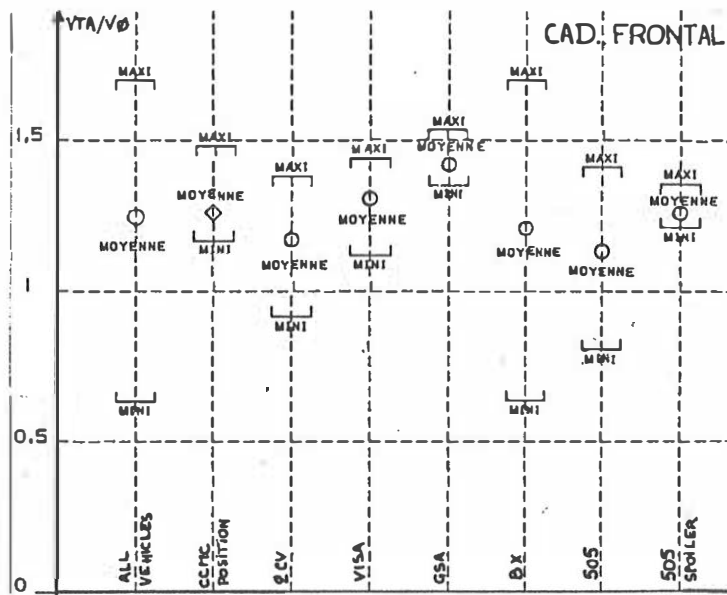 VTA/VØ
CAD. FRONTAL
MAXI
MAXI
MAXI
MAXI
MAXI
MAXI
MAXI
MAXI
1,5
MOYENNE
MOYENNE
MOYENNE
MOYENNE
MOYENNE
MOYENNE
MOYENNE
MOYENNE
MINI
MINI
MINI
MINI
MINI
MINI
MINI
MINI
1
0,5
0
ALL
VEHICLES
CCMC
POSITION
2CV
VISA
GSA
BX
505
505
SPOILER